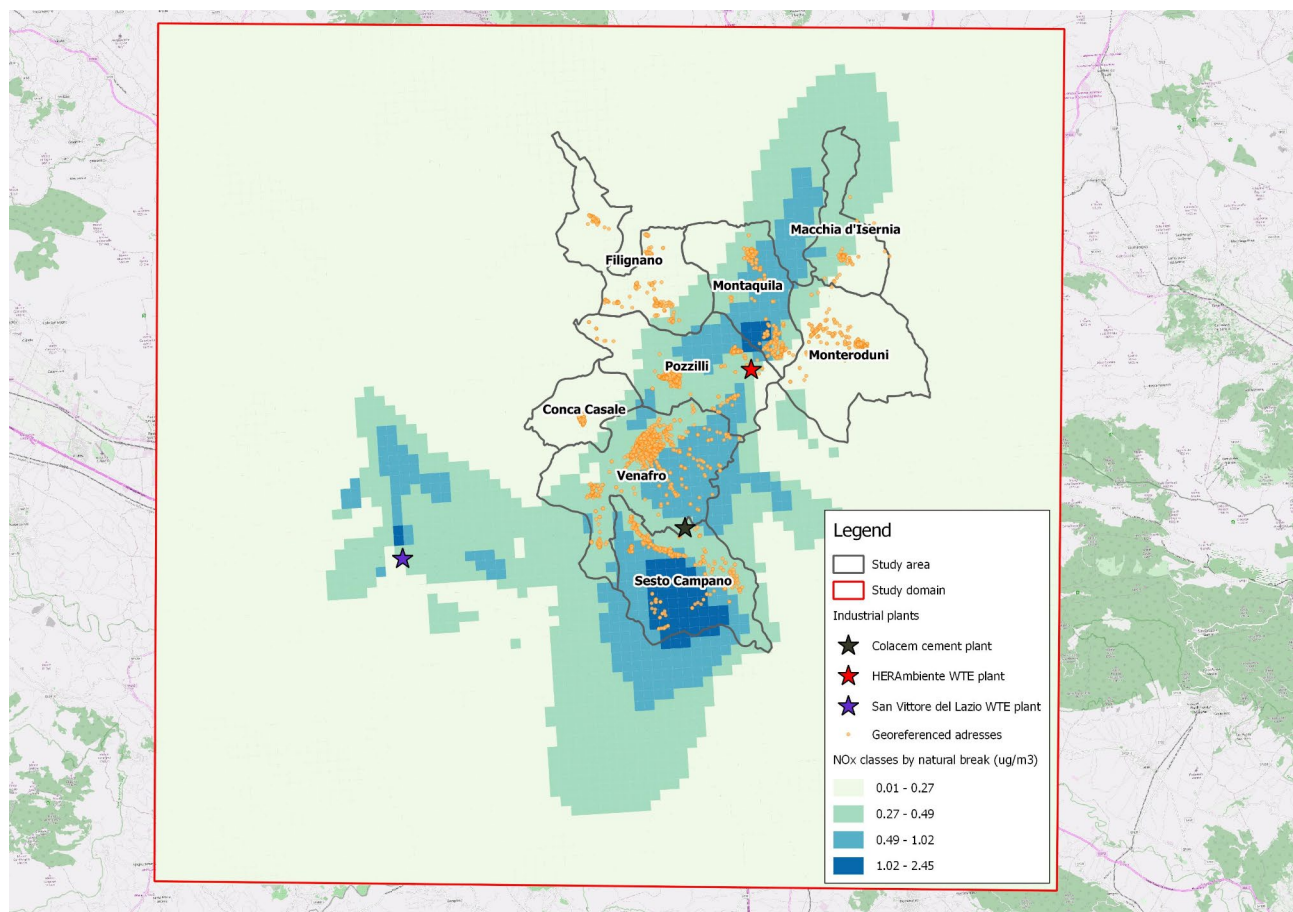 Macchia d'Isernia
Filignano
Montaquila
Monteroduni
Pozzilli
Conca Casale
Venafro
Sesto Campano
Legend
Study area
Study domain
Industrial plants
Colacem cement plant
HERAmbiente WTE plant
San Vittore del Lazio WTE plant
Georeferenced adresses
NOx classes by natural break (ug/m3)
0.01 - 0.27
0.27 - 0.49
0.49 - 1.02
1.02 - 2.45